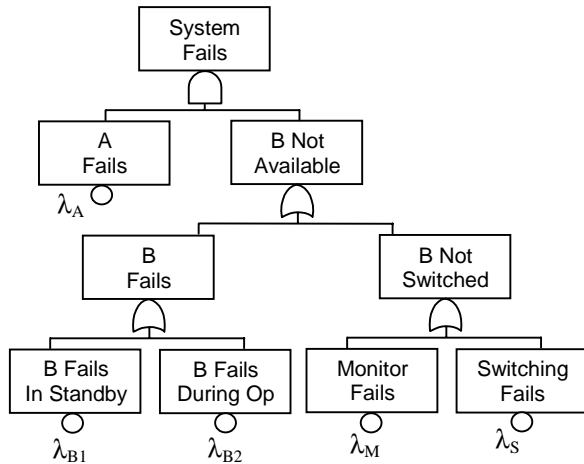 System
Fails
A
Fails
B Not
Available
λA
B
Fails
B Not
Switched
B Fails
In Standby
B Fails
During Op
Monitor
Fails
Switching
Fails
λB1
λB2
λM
λS